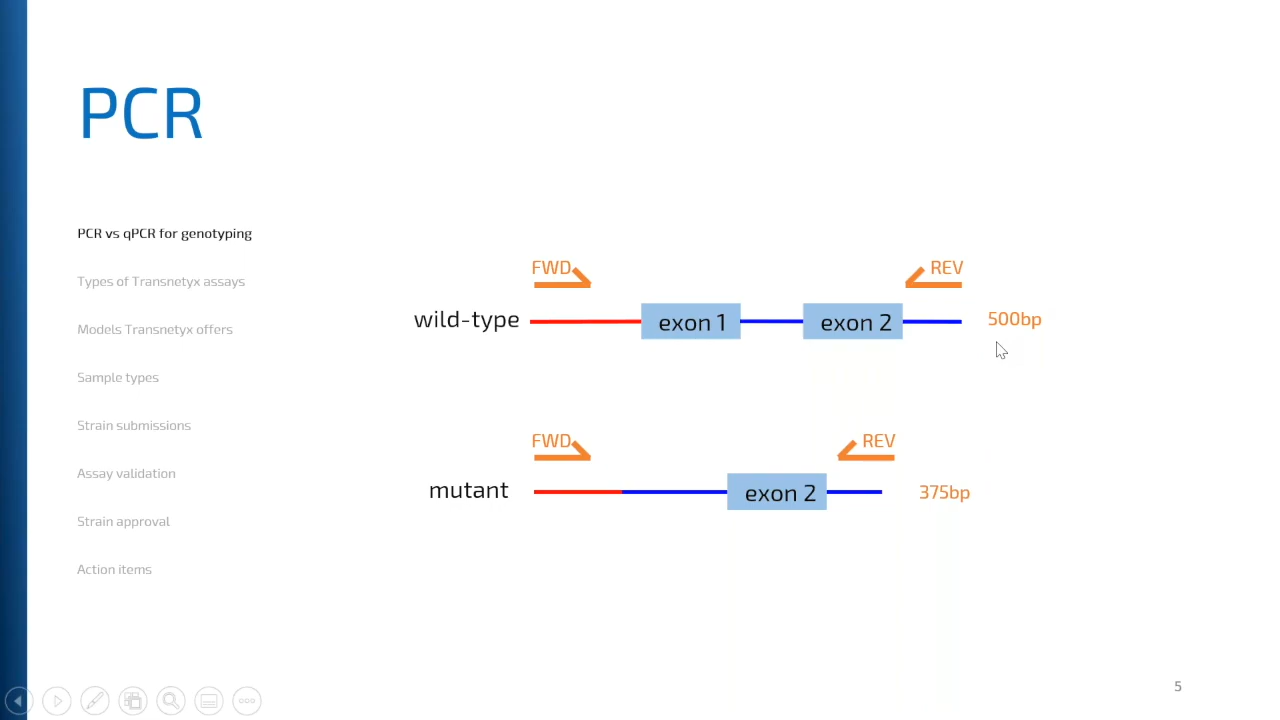 PCR
PCR vs qPCR for genotyping
Types of Transnetyx assays
Models Transnetyx offers
Sample types
Strain submissions
Assay validation
Strain approval
Action items
FWD
REV
wild-type
exon 1
exon 2
500bp
FWD
REV
mutant
exon 2
375bp
5